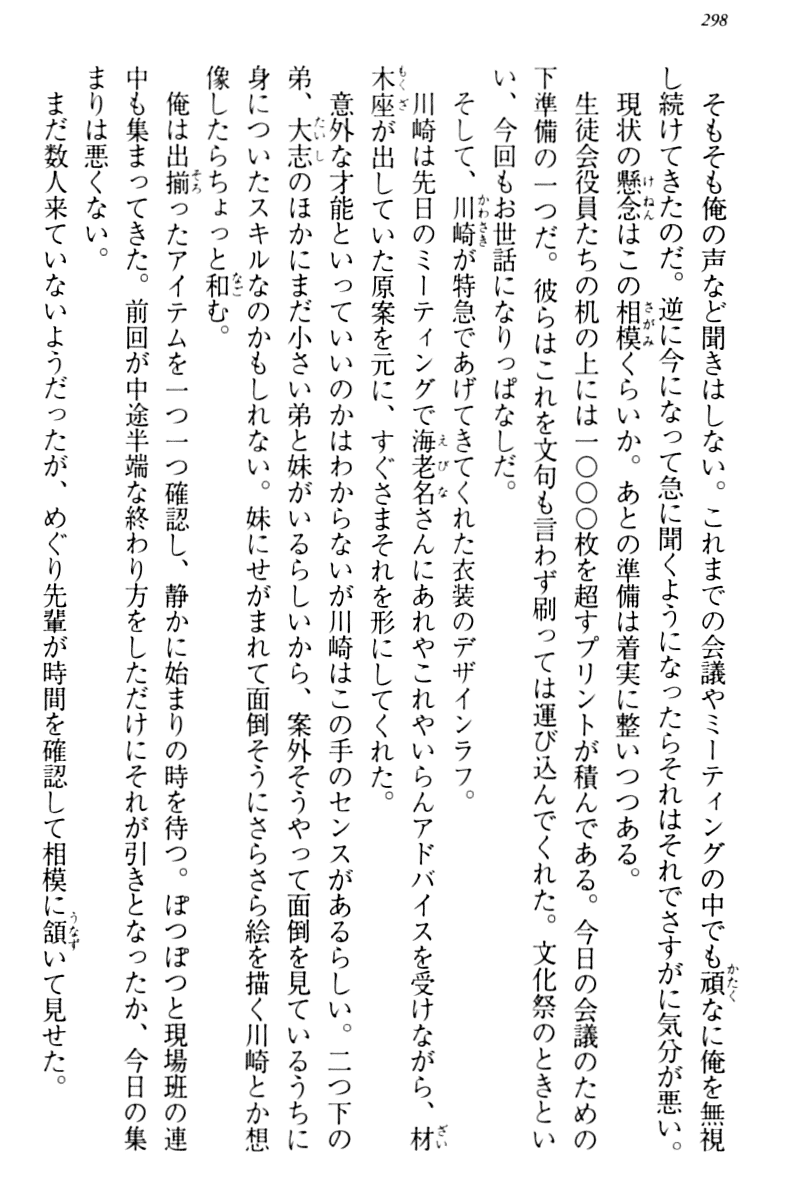 298
そもそも俺の声など聞きはしない。これまでの会議やミーティングの中でも頑なに俺を無視
し続けてきたのだ。逆に今になって急に聞くようになったらそれはそれでさすがに気分が悪い。
現状の懸念はこの相模くらいか。あとの準備は着実に整いつつある。
生徒会役員たちの机の上には一〇〇〇枚を超すプリントが積んである。今日の会議のための
下準備の一つだ。彼らはこれを文句も言わず刷っては運び込んでくれた。文化祭のときとい
い、今回もお世話になりっぱなしだ。
そして、川崎が特急であげてきてくれた衣装のデザインラフ。
川崎は先日のミーティングで海老名さんにあれやこれやいらんアドバイスを受けながら、材
木座が出していた原案を元に、すぐさまそれを形にしてくれた。
意外な才能といっていいのかはわからないが川崎はこの手のセンスがあるらしい。二つ下の
弟、大志のほかにまだ小さい弟と妹がいるらしいから、案外そうやって面倒を見ているうちに
身についたスキルなのかもしれない。妹にせがまれて面倒そうにさらさら絵を描く川崎とか想
像したらちょっと和む。
俺は出揃ったアイテムを一つ一つ確認し、静かに始まりの時を待つ。ぽつぽつと現場班の連
中も集まってきた。前回が中途半端な終わり方をしただけにそれが引きとなったか、今日の集
まりは悪くない。
まだ数人来ていないようだったが、めぐり先輩が時間を確認して相模に頷いて見せた。